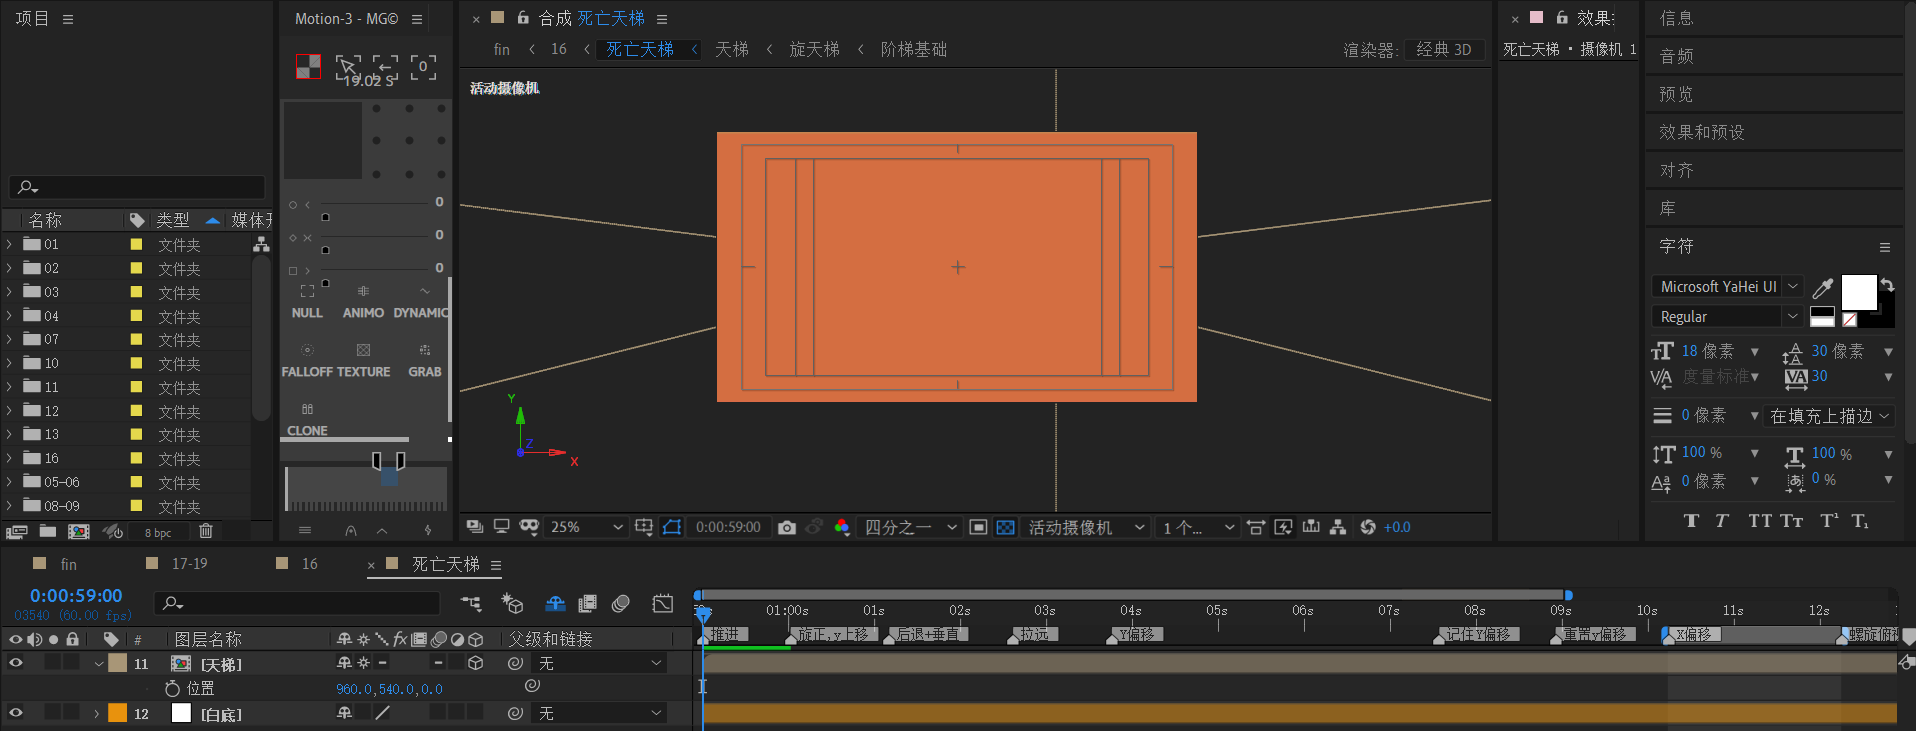 项目
Motion-3 - MG©
合成 死亡天梯
效果
信息
fin
16
死亡天梯
天梯
旋天梯
阶梯基础
渲染器:
经典 3D
死亡天梯 · 摄像机 1
音频
19.02 S
0
活动摄像机
预览
效果和预设
对齐
库
字符
名称
类型
媒体开
01 文件夹
02 文件夹
03 文件夹
04 文件夹
07 文件夹
10 文件夹
11 文件夹
12 文件夹
13 文件夹
16 文件夹
05-06 文件夹
08-09 文件夹
8 bpc
0
0
0
NULL
ANIMO
DYNAMIC
FALLOFF
TEXTURE
GRAB
CLONE
Y
Z
X
Microsoft YaHei UI
Regular
18 像素
30 像素
度量标准
30
0 像素
在填充上描边
100 %
100 %
0 像素
0 %
25%
0:00:59:00
四分之一
活动摄像机
1 个...
+0.0
fin
17-19
16
死亡天梯
0:00:59:00
03540 (60.00 fps)
01:00s
01s
02s
03s
04s
05s
06s
07s
08s
09s
10s
11s
12s
# 图层名称
父级和链接
推进
旋正,y上移
后退+垂直
拉远
Y偏移
记住Y偏移
重置y偏移
X偏移
11 [天梯] 无
位置 960.0,540.0,0.0
12 [白底] 无